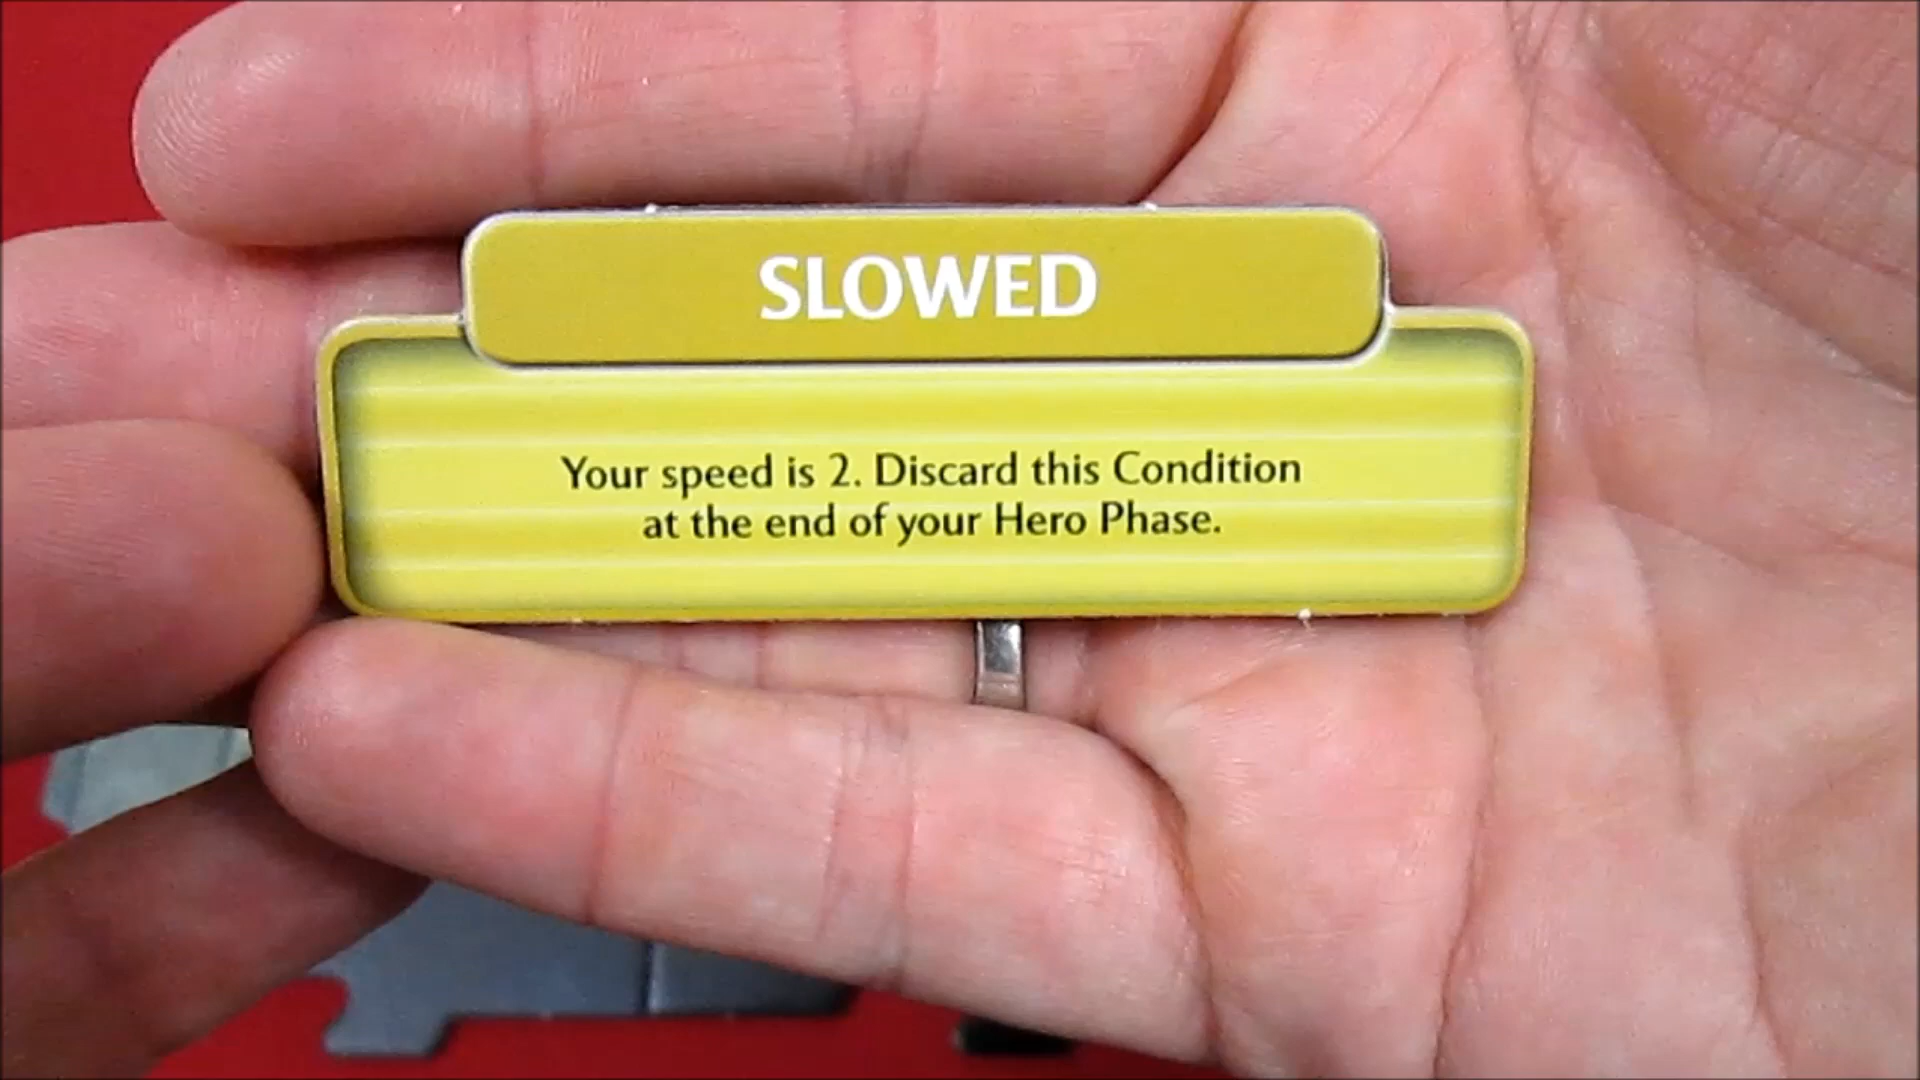 SLOWED
Your speed is 2. Discard this Condition
at the end of your Hero Phase.